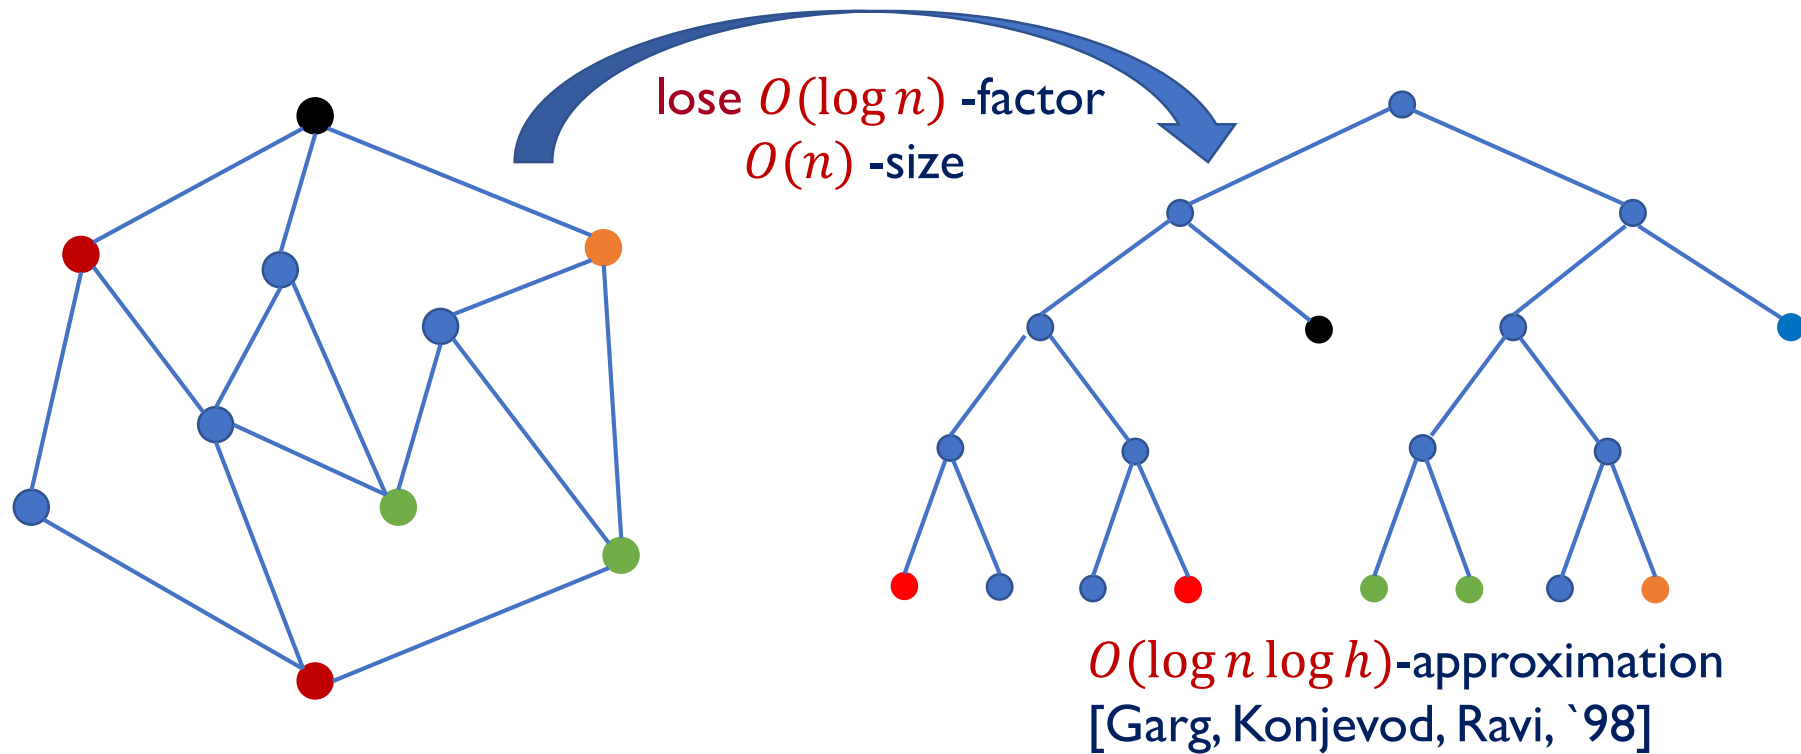 lose O(log n) -factor
O(n) -size
O(log n log h)-approximation
[Garg, Konjevod, Ravi, `98]